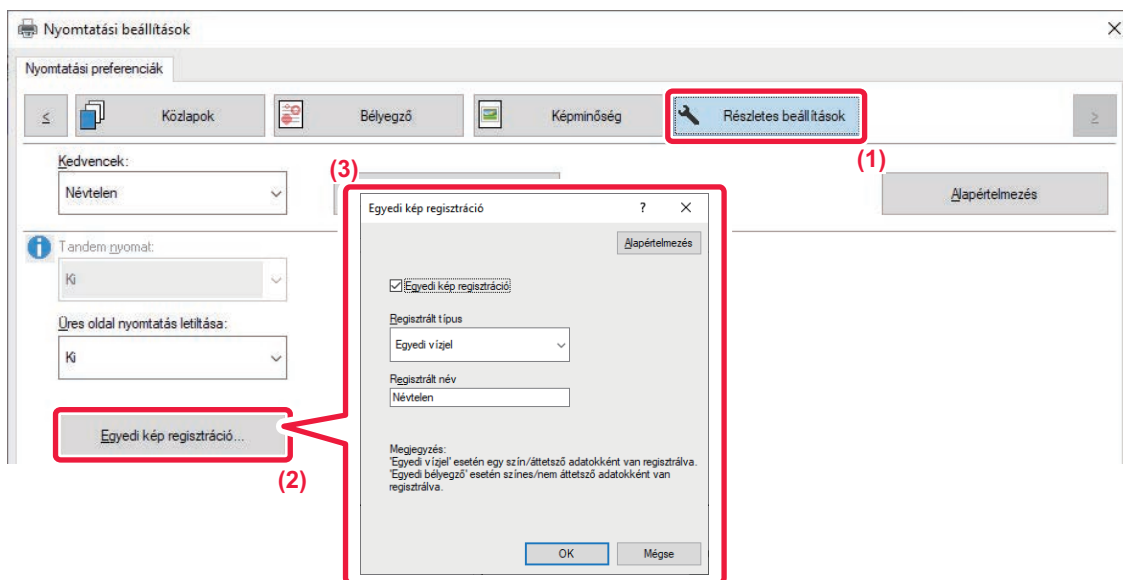 Nyomtatási beállítások
Nyomtatási preferenciák
≤ Közlapok Bélyegző Képminőség Részletes beállítások ≥
(1)
Kedvencek:
(3)
Névtelen
Alapértelmezés
Egyedi kép regisztráció ?
Alapértelmezés
Tandem nyomat:
Ki
Egyedi kép regisztráció
Üres oldal nyomtatás letiltása:
Regisztrált típus
Ki
Egyedi vízjel
Regisztrált név
Névtelen
Egyedi kép regisztráció...
(2)
Megjegyzés:
'Egyedi vízjel' esetén egy szín/áttetsző adatokként van regisztrálva.
'Egyedi bélyegző' esetén színes/nem áttetsző adatokként van
regisztrálva.
OK Mégse